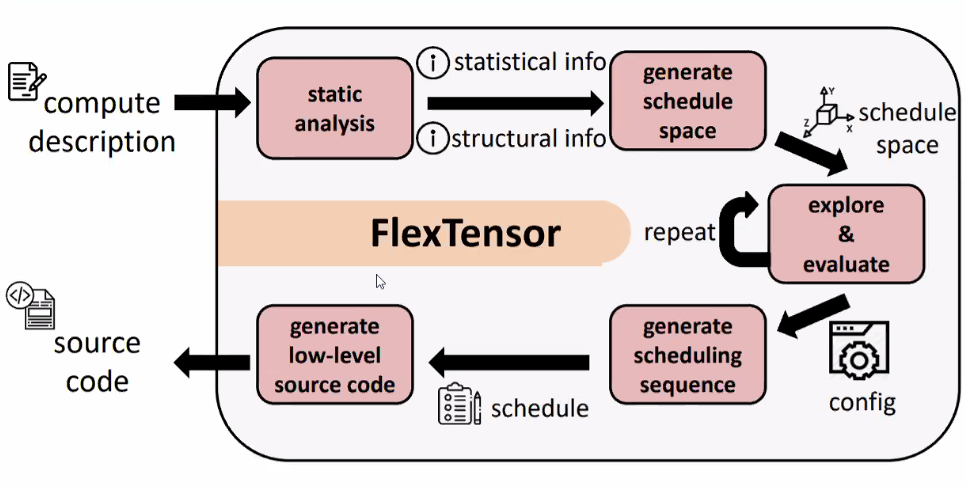 compute
description
static
analysis
statistical info
structural info
generate
schedule
space
Y
Z
X
schedule
space
FlexTensor
repeat
explore
&
evaluate
config
generate
scheduling
sequence
schedule
generate
low-level
source code
source
code